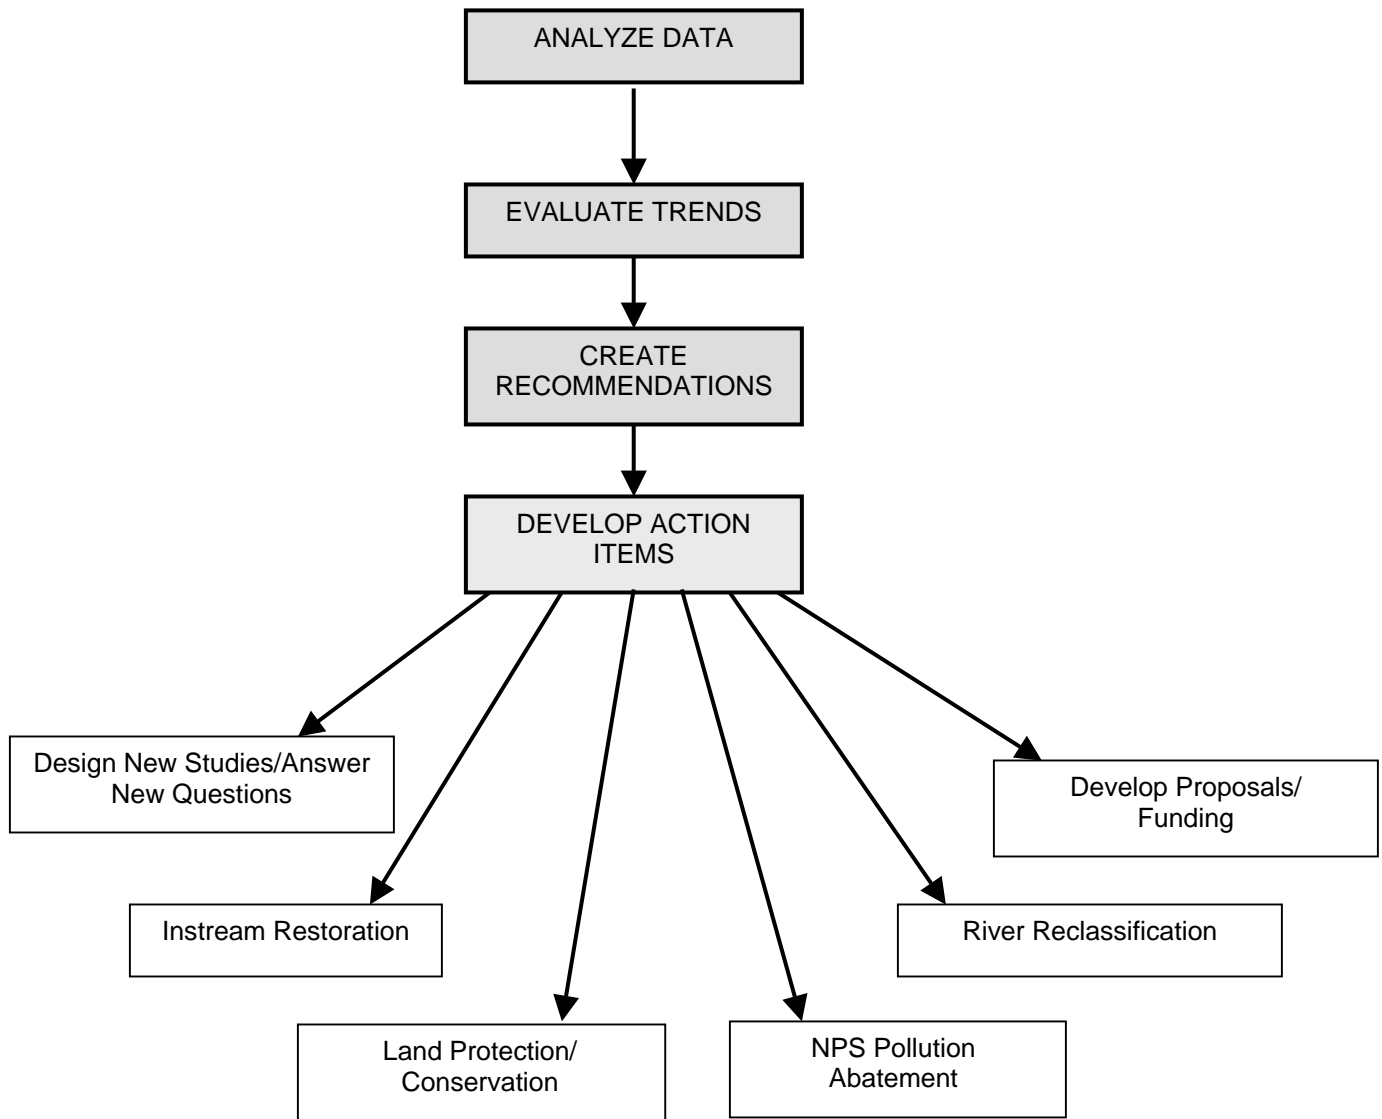 ANALYZE DATA
EVALUATE TRENDS
CREATE
RECOMMENDATIONS
DEVELOP ACTION
ITEMS
Design New Studies/Answer
New Questions
Develop Proposals/
Funding
Instream Restoration
River Reclassification
Land Protection/
Conservation
NPS Pollution
Abatement